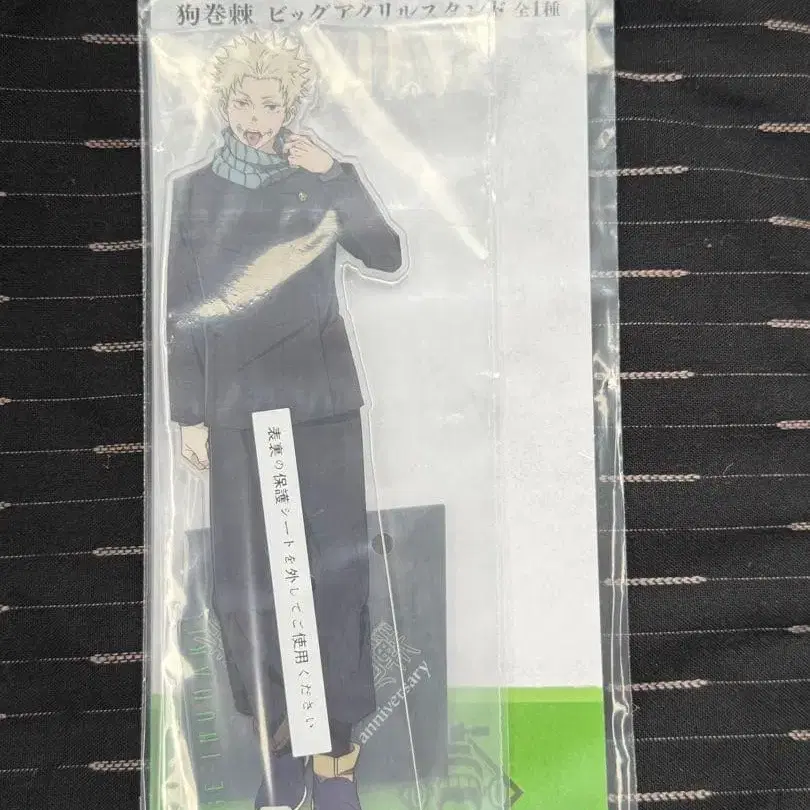 狗巻棘 ビッグアクリルスタンド 全1種
表裏の保護シートを外してご使用ください
anniversary